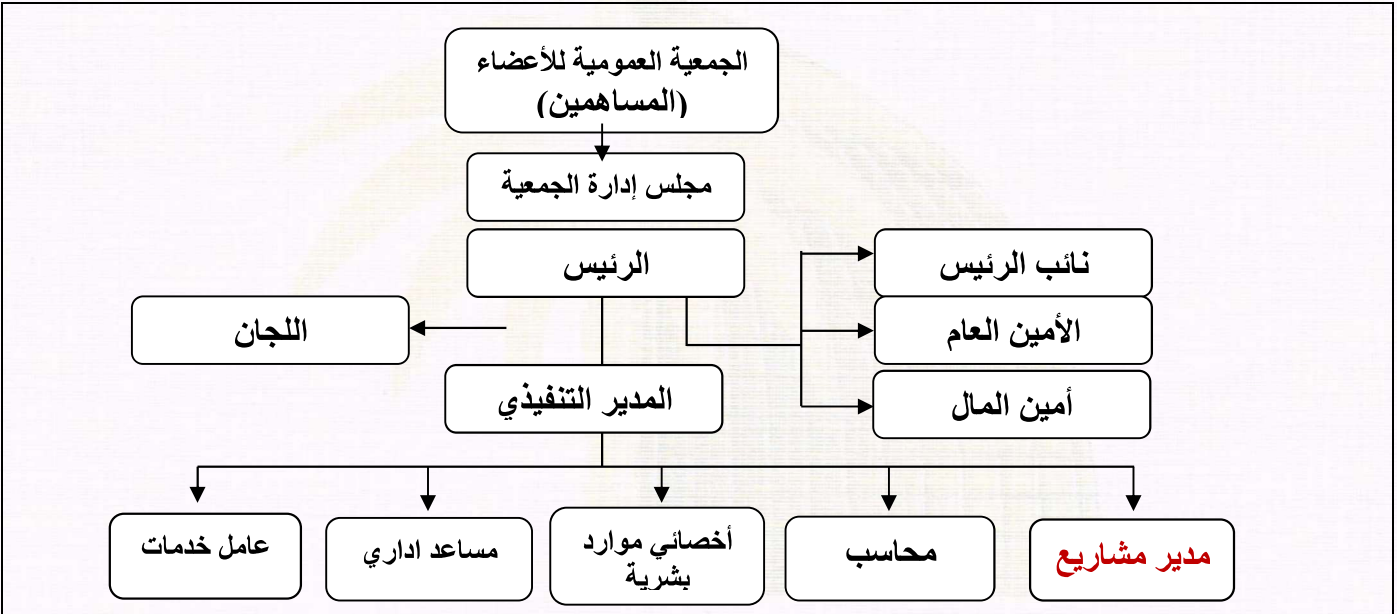 الجمعية العمومية للأعضاء
(المساهمين)
مجلس إدارة الجمعية
الرئيس
نائب الرئيس
الأمين العام
اللجان
المدير التنفيذي
أمين المال
مدير مشاريع
محاسب
أخصائي موارد
بشرية
مساعد اداري
عامل خدمات